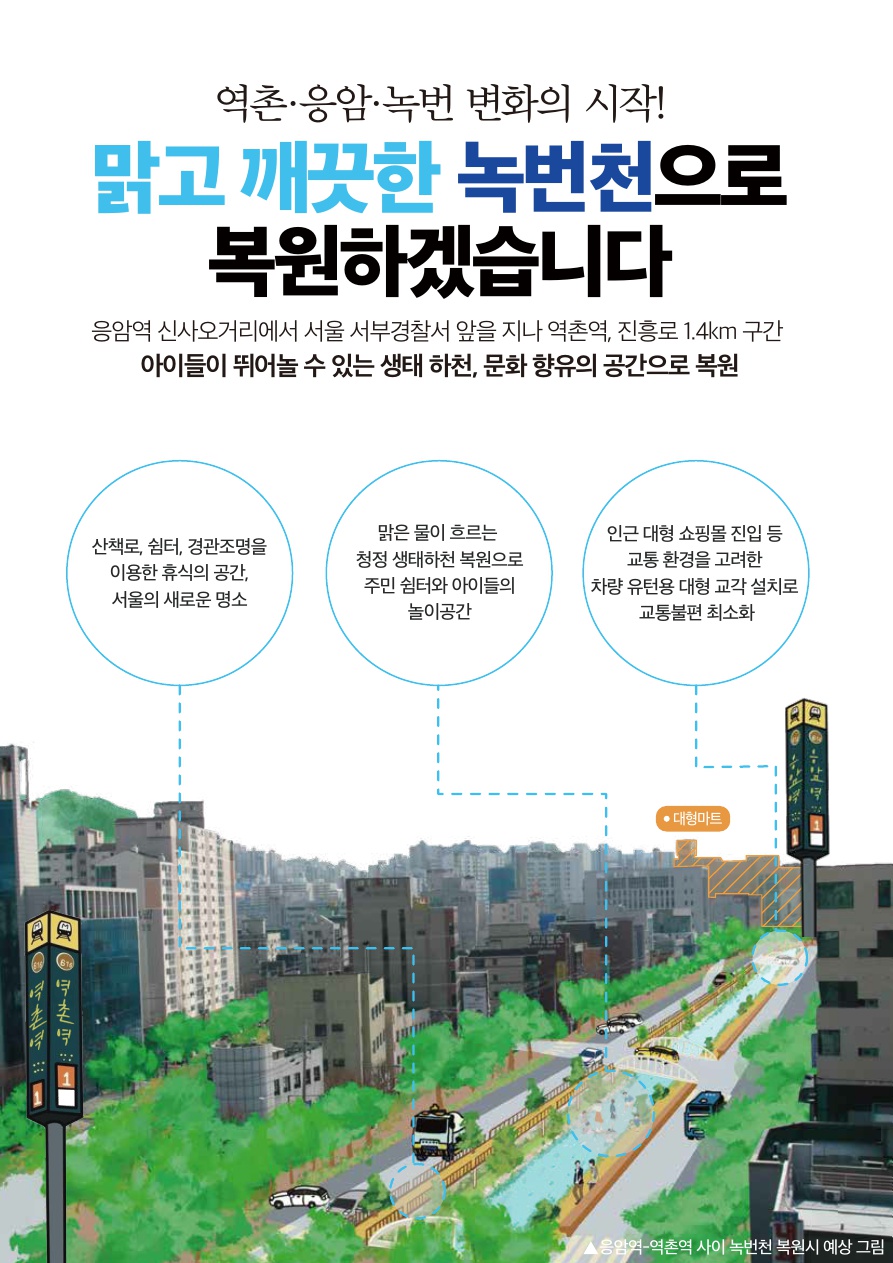 역촌·응암·녹번 변화의 시작!
맑고 깨끗한 녹번천으로
복원하겠습니다
응암역 신사오거리에서 서울 서부경찰서 앞을 지나 역촌역, 진흥로 1.4km 구간
아이들이 뛰어놀 수 있는 생태 하천, 문화 향유의 공간으로 복원
산책로, 쉼터, 경관조명을
이용한 휴식의 공간,
서울의 새로운 명소
맑은 물이 흐르는
청정 생태하천 복원으로
주민 쉼터와 아이들의
놀이공간
인근 대형 쇼핑몰 진입 등
교통 환경을 고려한
차량 유턴용 대형 교각 설치로
교통불편 최소화
응암역
응암역
1
1
● 대형마트
역촌역
역촌역
1
1
▲응암역-역촌역 사이 녹번천 복원시 예상 그림